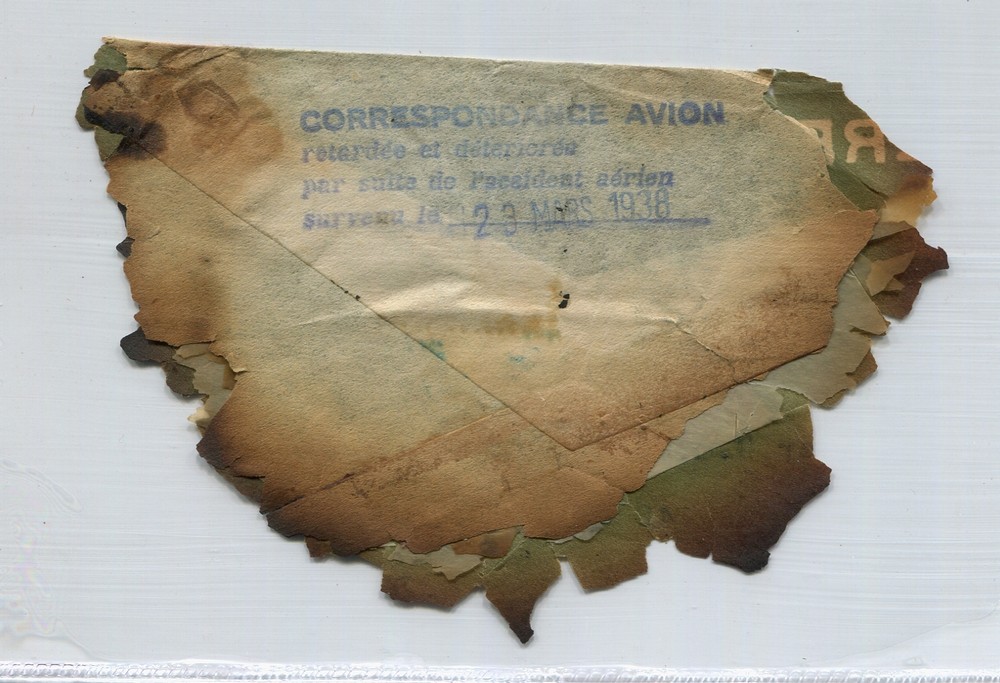 CORRESPONDANCE AVION
retardée et détériorée
par suite de l'accident aérien
survenu le 23 MARS 1938